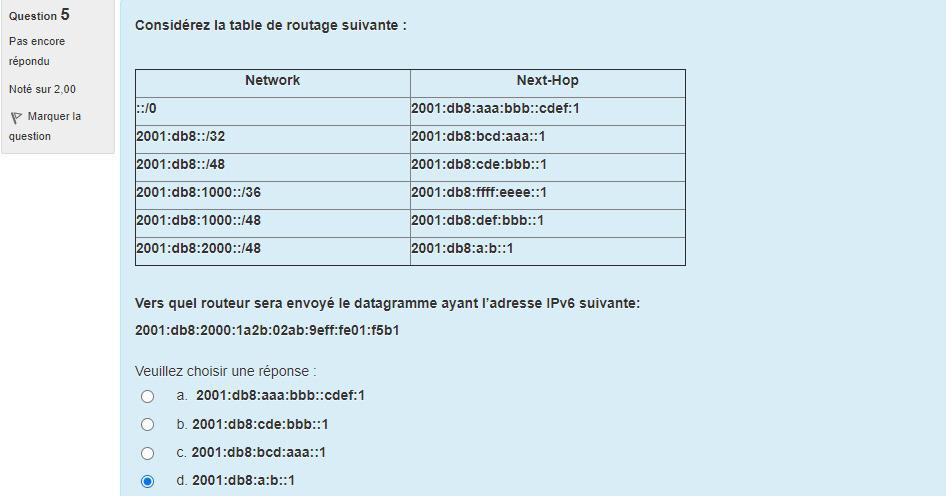 Question 5
Pas encore
répondu
Noté sur 2,00
Marquer la
question
Considérez la table de routage suivante :
Network Next-Hop
::/0 2001:db8:aaa:bbb::cdef:1
2001:db8::/32 2001:db8:bcd:aaa::1
2001:db8::/48 2001:db8:cde:bbb::1
2001:db8:1000::/36 2001:db8:ffff:eeee::1
2001:db8:1000::/48 2001:db8:def:bbb::1
2001:db8:2000::/48 2001:db8:a:b::1
Vers quel routeur sera envoyé le datagramme ayant l’adresse IPv6 suivante:
2001:db8:2000:1a2b:02ab:9eff:fe01:f5b1
Veuillez choisir une réponse :
a. 2001:db8:aaa:bbb::cdef:1
b. 2001:db8:cde:bbb::1
c. 2001:db8:bcd:aaa::1
d. 2001:db8:a:b::1